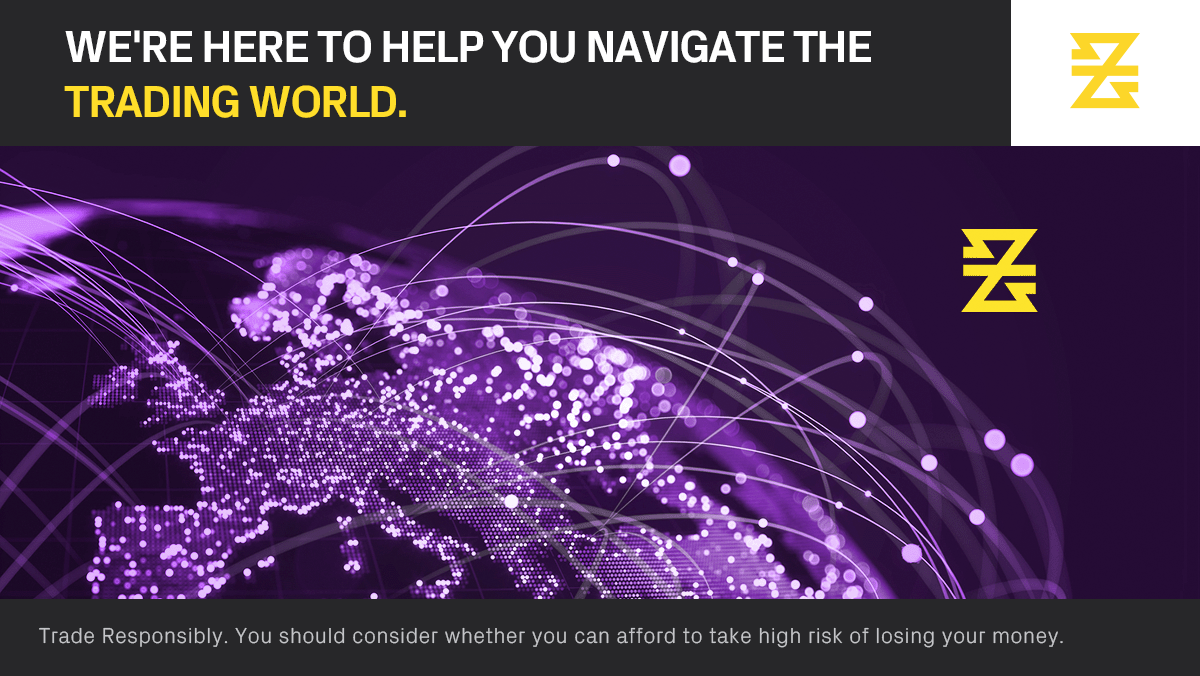 WE'RE HERE TO HELP YOU NAVIGATE THE
TRADING WORLD.
Trade Responsibly. You should consider whether you can afford to take high risk of losing your money.